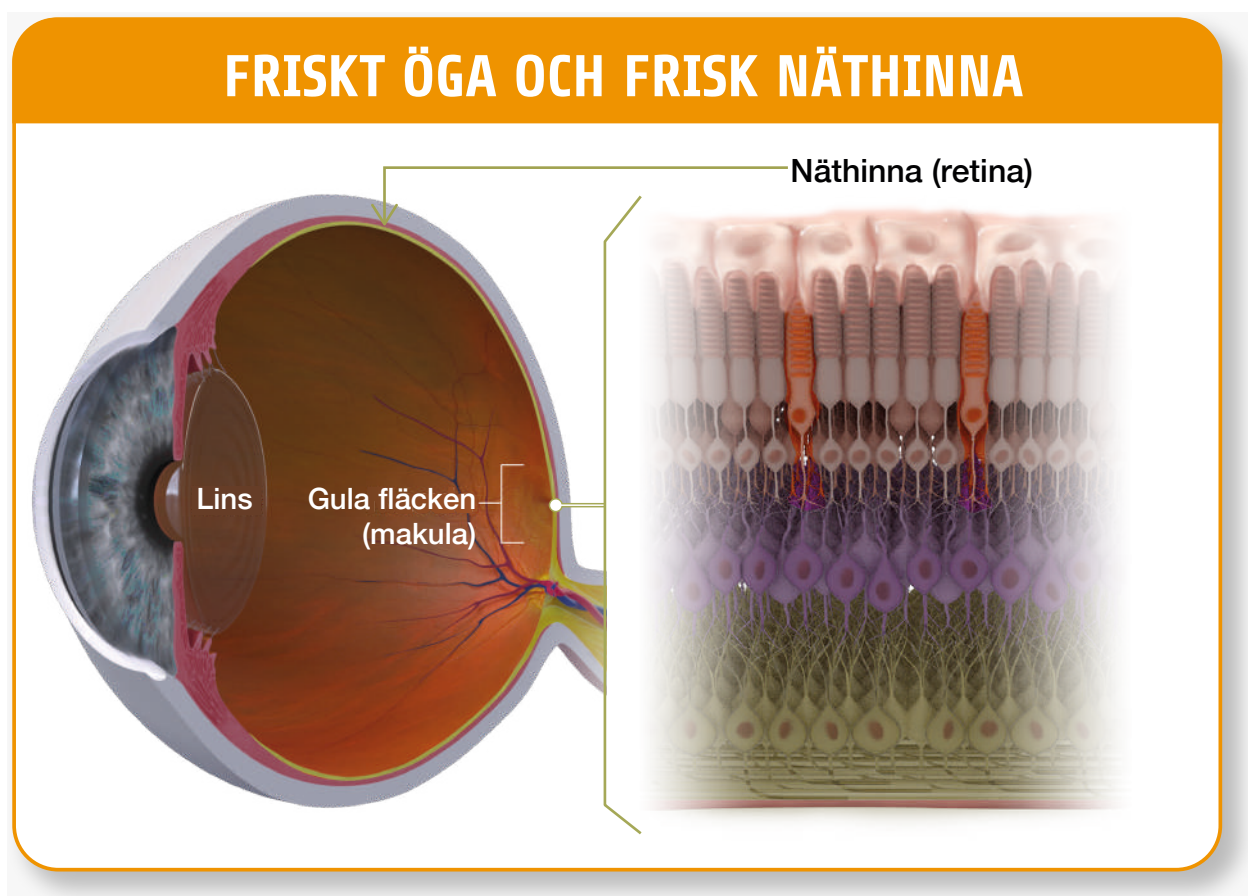 FRISKT ÖGA OCH FRISK NÄTHINNA
Näthinna (retina)
Lins
Gula fläcken
(makula)